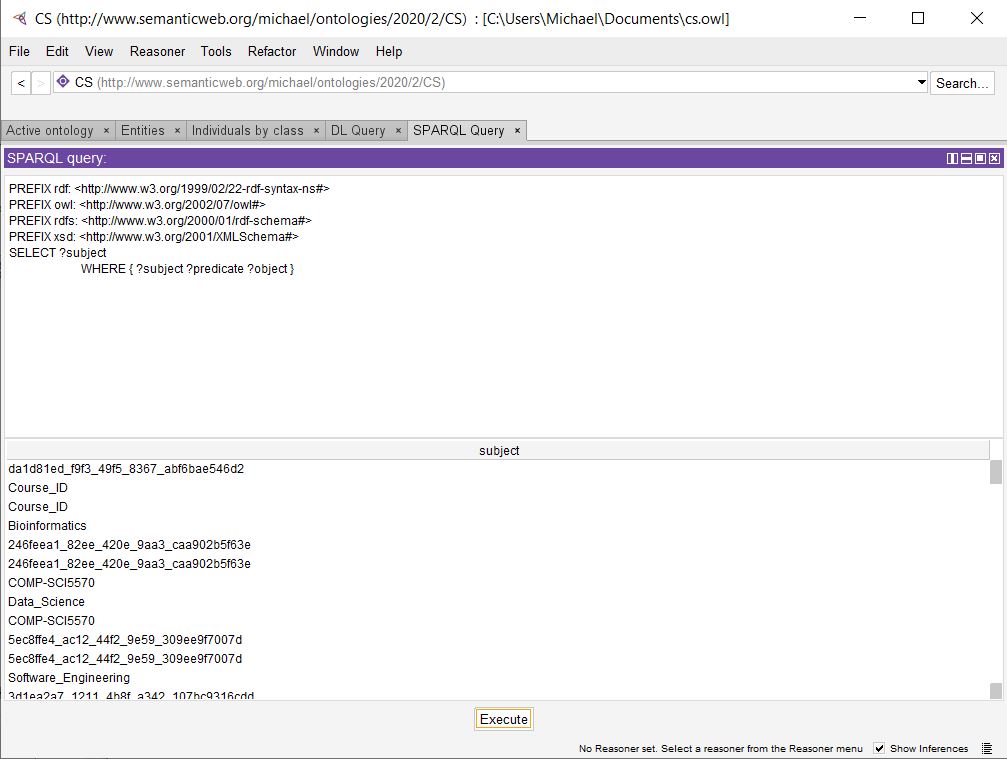 CS (http://www.semanticweb.org/michael/ontologies/2020/2/CS) : [C:\Users\Michael\Documents\cs.owl]
File Edit View Reasoner Tools Refactor Window Help
< > CS (http://www.semanticweb.org/michael/ontologies/2020/2/CS) Search...
Active ontology × Entities × Individuals by class × DL Query × SPARQL Query ×
SPARQL query:
PREFIX rdf: <http://www.w3.org/1999/02/22-rdf-syntax-ns#>
PREFIX owl: <http://www.w3.org/2002/07/owl#>
PREFIX rdfs: <http://www.w3.org/2000/01/rdf-schema#>
PREFIX xsd: <http://www.w3.org/2001/XMLSchema#>
SELECT ?subject
WHERE { ?subject ?predicate ?object }
subject
da1d81ed_f9f3_49f5_8367_abf6bae546d2
Course_ID
Course_ID
Bioinformatics
246feea1_82ee_420e_9aa3_caa902b5f63e
246feea1_82ee_420e_9aa3_caa902b5f63e
COMP-SCI5570
Data_Science
COMP-SCI5570
5ec8ffe4_ac12_44f2_9e59_309ee9f7007d
5ec8ffe4_ac12_44f2_9e59_309ee9f7007d
Software_Engineering
3d1ea2a7_1211_4b8f_a342_107bc9316cdd
Execute
No Reasoner set. Select a reasoner from the Reasoner menu Show Inferences